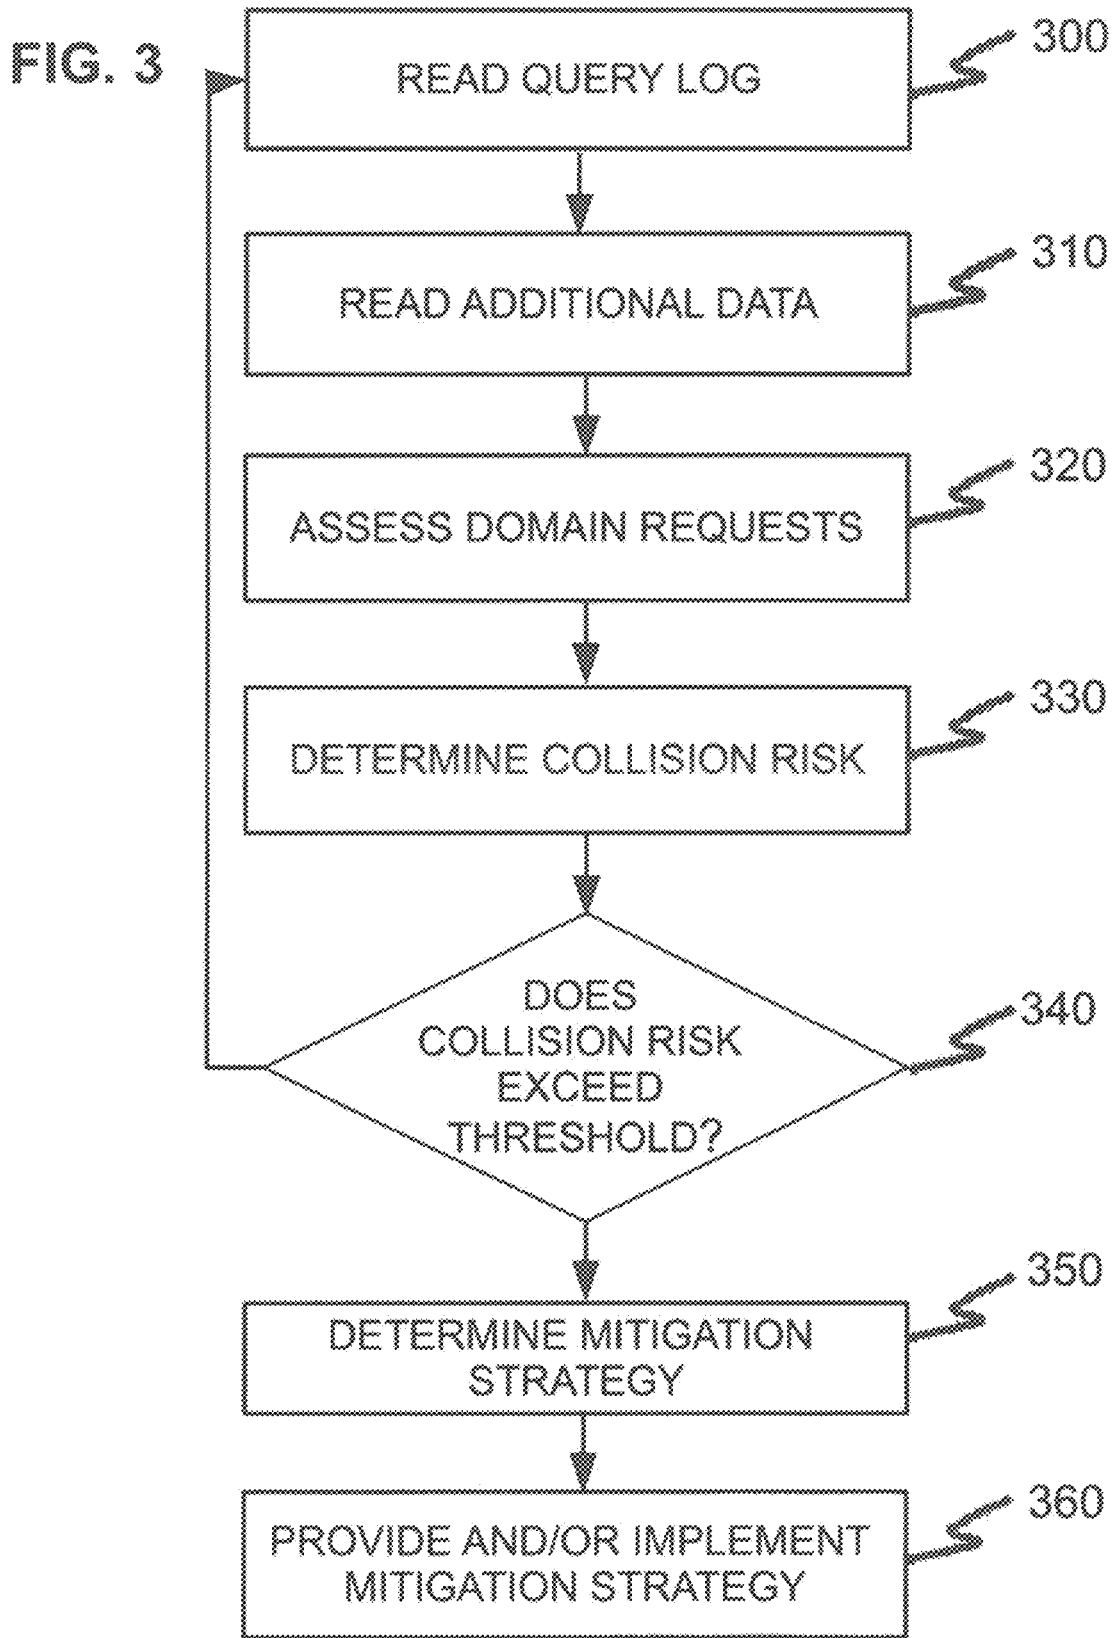 FIG. 3
READ QUERY LOG
300
READ ADDITIONAL DATA
310
ASSESS DOMAIN REQUESTS
320
DETERMINE COLLISION RISK
330
DOES
COLLISION RISK
EXCEED
THRESHOLD?
340
DETERMINE MITIGATION
STRATEGY
350
PROVIDE AND/OR IMPLEMENT
MITIGATION STRATEGY
360